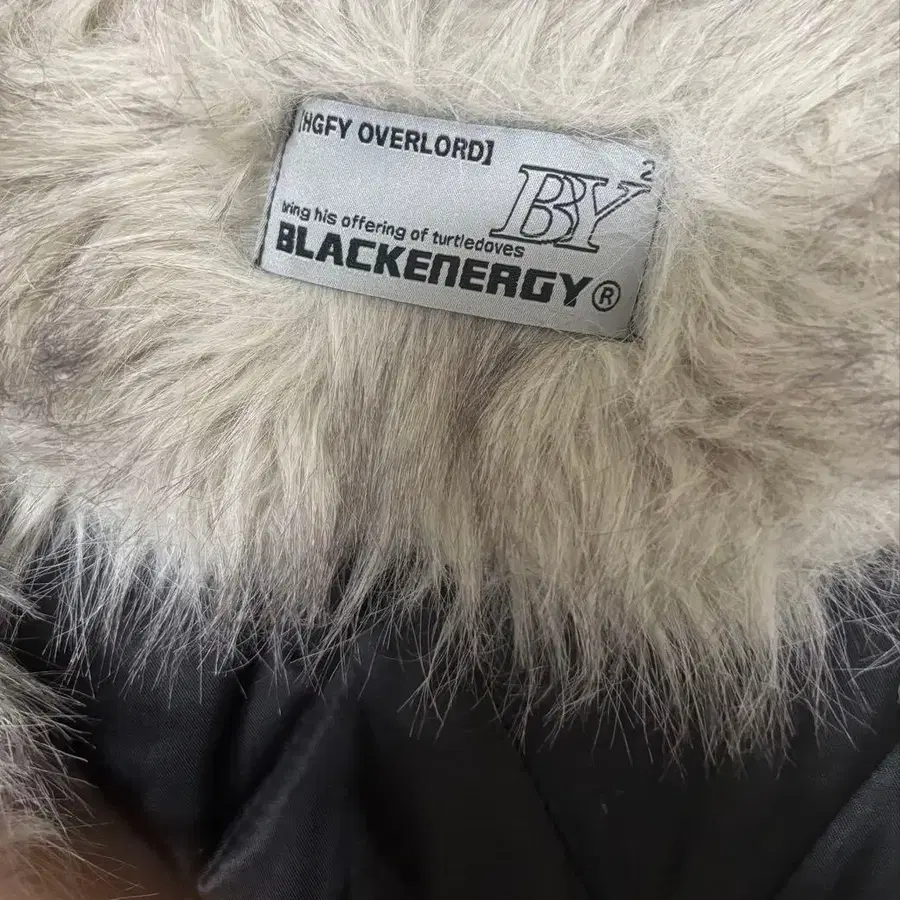 [HGFY OVERLORD]
BY
2
bring his offering of turtledoves
BLACKENERGY®